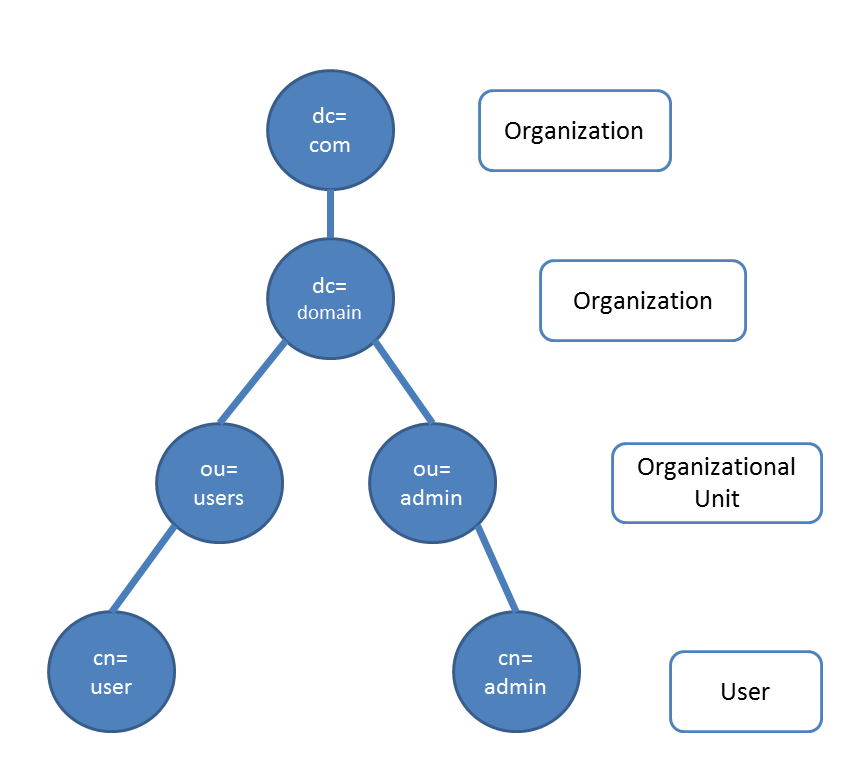 dc=
com
Organization
dc=
domain
Organization
ou=
users
ou=
admin
Organizational
Unit
cn=
user
cn=
admin
User